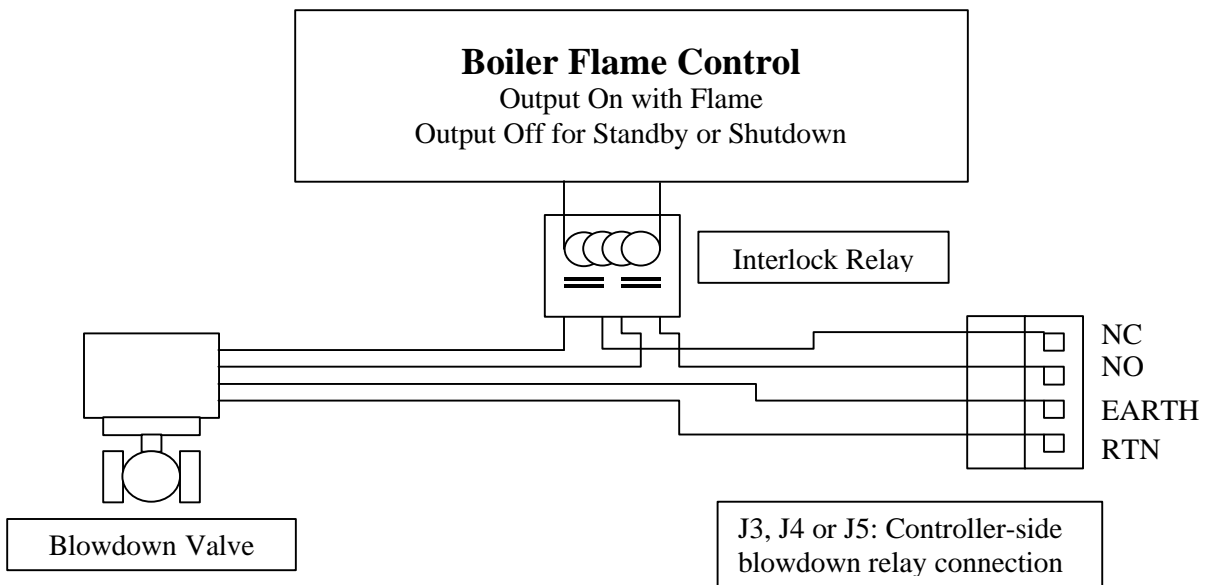 Boiler Flame Control
Output On with Flame
Output Off for Standby or Shutdown
Interlock Relay
NC
NO
EARTH
RTN
Blowdown Valve
J3, J4 or J5: Controller-side
blowdown relay connection